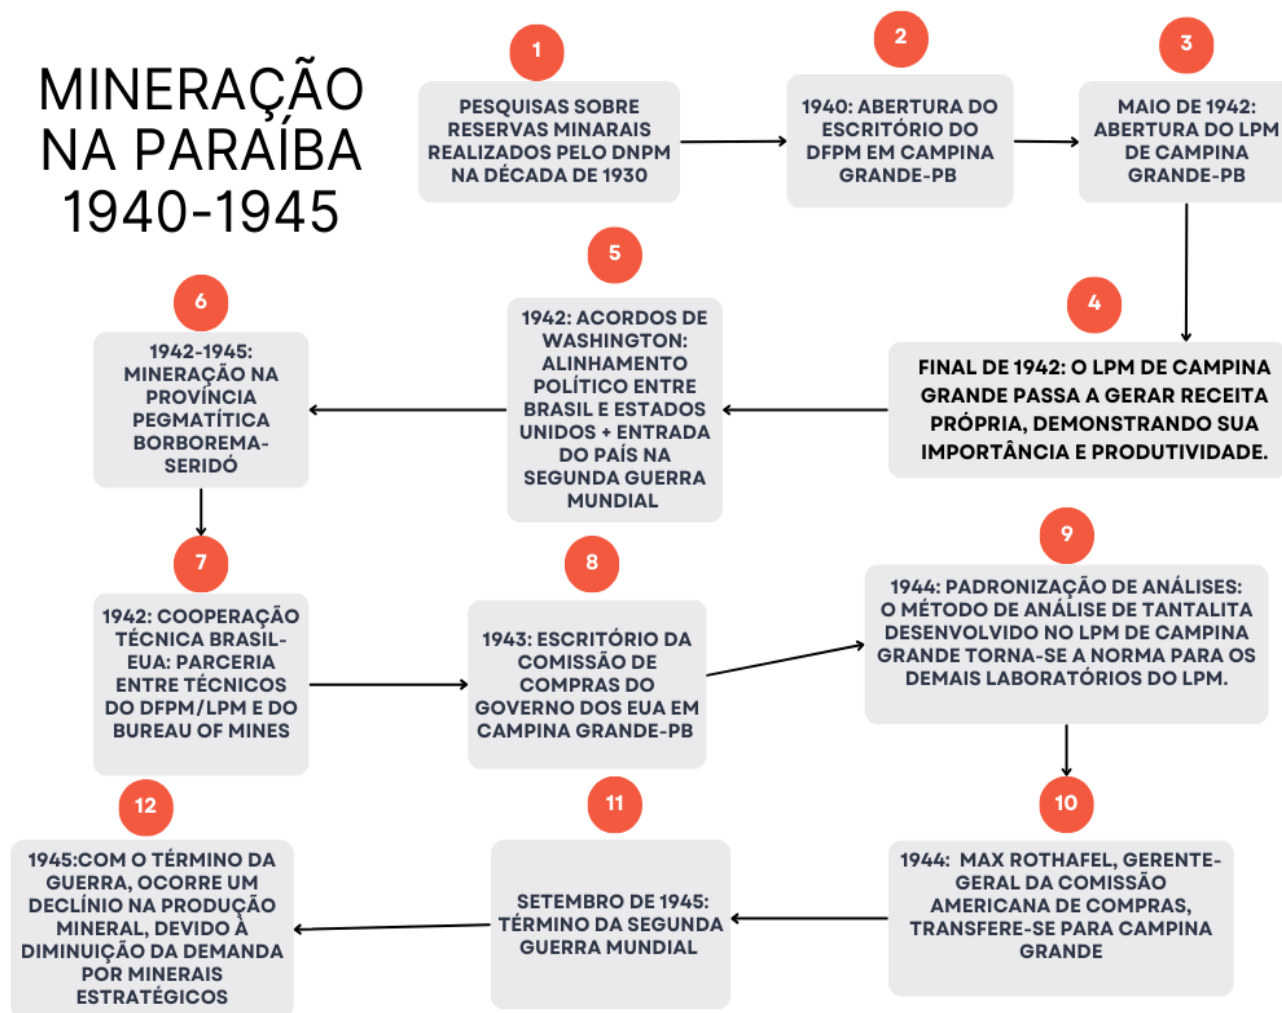 MINERAÇÃO
NA PARAÍBA
1940-1945
1
PESQUISAS SOBRE
RESERVAS MINARAIS
REALIZADOS PELO DNPM
NA DÉCADA DE 1930
2
1940: ABERTURA DO
ESCRITÓRIO DO
DFPM EM CAMPINA
GRANDE-PB
3
MAIO DE 1942:
ABERTURA DO LPM
DE CAMPINA
GRANDE-PB
4
FINAL DE 1942: O LPM DE CAMPINA
GRANDE PASSA A GERAR RECEITA
PRÓPRIA, DEMONSTRANDO SUA
IMPORTÂNCIA E PRODUTIVIDADE.
5
1942: ACORDOS DE
WASHINGTON:
ALINHAMENTO
POLÍTICO ENTRE
BRASIL E ESTADOS
UNIDOS + ENTRADA
DO PAÍS NA
SEGUNDA GUERRA
MUNDIAL
6
1942-1945:
MINERAÇÃO NA
PROVÍNCIA
PEGMATÍTICA
BORBOREMA-
SERIDÓ
7
1942: COOPERAÇÃO
TÉCNICA BRASIL-
EUA: PARCERIA
ENTRE TÉCNICOS
DO DFPM/LPM E DO
BUREAU OF MINES
8
1943: ESCRITÓRIO DA
COMISSÃO DE
COMPRAS DO
GOVERNO DOS EUA EM
CAMPINA GRANDE-PB
9
1944: PADRONIZAÇÃO DE ANÁLISES:
O MÉTODO DE ANÁLISE DE TANTALITA
DESENVOLVIDO NO LPM DE CAMPINA
GRANDE TORNA-SE A NORMA PARA OS
DEMAIS LABORATÓRIOS DO LPM.
10
1944: MAX ROTHAFEL, GERENTE-
GERAL DA COMISSÃO
AMERICANA DE COMPRAS,
TRANSFERE-SE PARA CAMPINA
GRANDE
11
SETEMBRO DE 1945:
TÉRMINO DA SEGUNDA
GUERRA MUNDIAL
12
1945:COM O TÉRMINO DA
GUERRA, OCORRE UM
DECLÍNIO NA PRODUÇÃO
MINERAL, DEVIDO À
DIMINUIÇÃO DA DEMANDA
POR MINERAIS
ESTRATÉGICOS